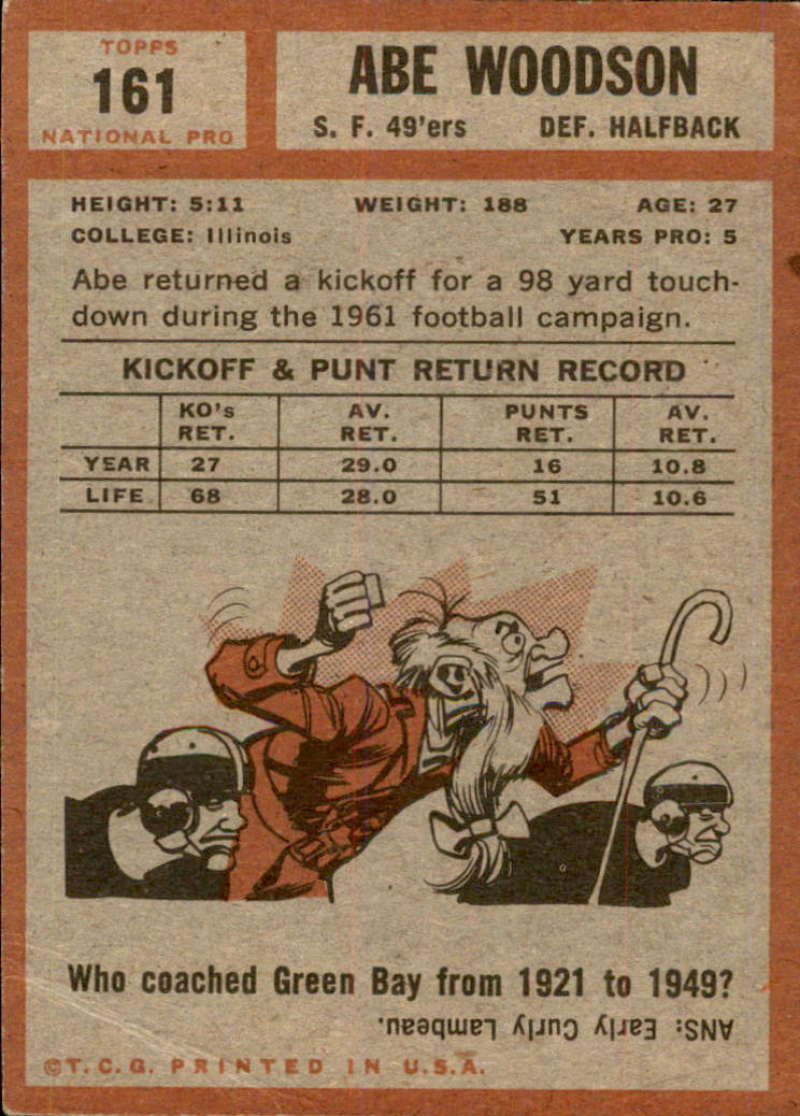 TOPPS
161
NATIONAL PRO
ABE WOODSON
S. F. 49'ers DEF. HALFBACK
HEIGHT: 5:11 WEIGHT: 188 AGE: 27
COLLEGE: Illinois YEARS PRO: 5
Abe returned a kickoff for a 98 yard touch-
down during the 1961 football campaign.
KICKOFF & PUNT RETURN RECORD
KO's RET. AV. RET. PUNTS RET. AV. RET.
YEAR 27 29.0 16 10.8
LIFE 68 28.0 51 10.6
Who coached Green Bay from 1921 to 1949?
ANS: Early Curly Lambeau.
©T.C.G. PRINTED IN U.S.A.